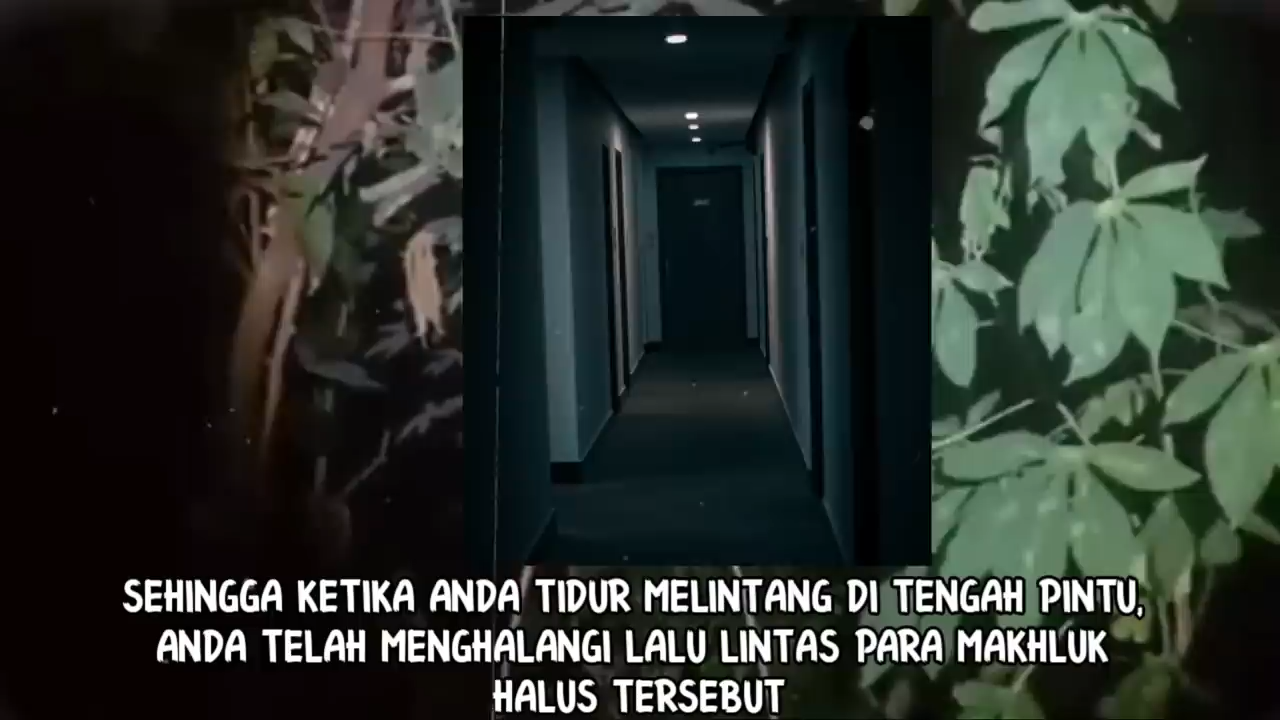 SEHINGGA KETIKA ANDA TIDUR MELINTANG DI TENGAH PINTU,
ANDA TELAH MENGHALANGI LALU LINTAS PARA MAKHLUK
HALUS TERSEBUT